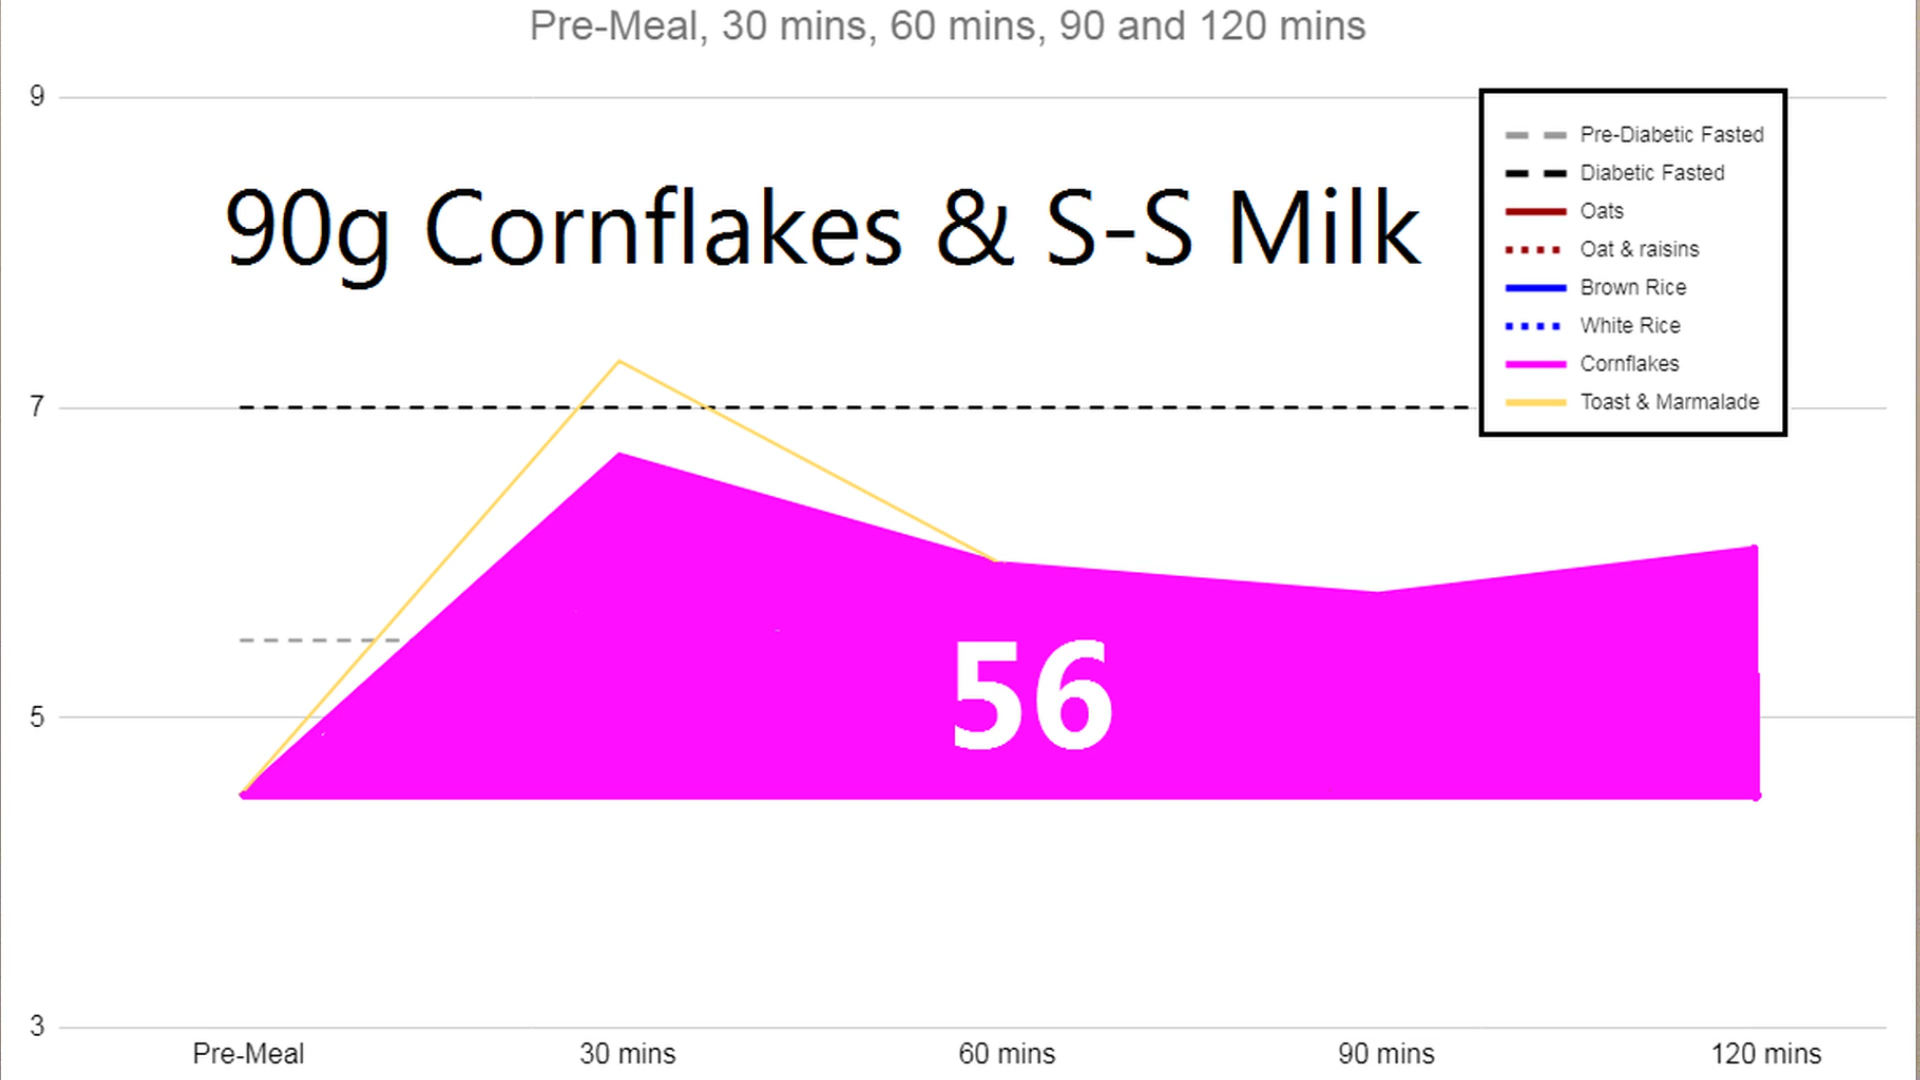 Pre-Meal, 30 mins, 60 mins, 90 and 120 mins
9
90g Cornflakes & S-S Milk
Pre-Diabetic Fasted
Diabetic Fasted
Oats
Oat & raisins
Brown Rice
White Rice
Cornflakes
Toast & Marmalade
7
56
5
3
Pre-Meal 30 mins 60 mins 90 mins 120 mins